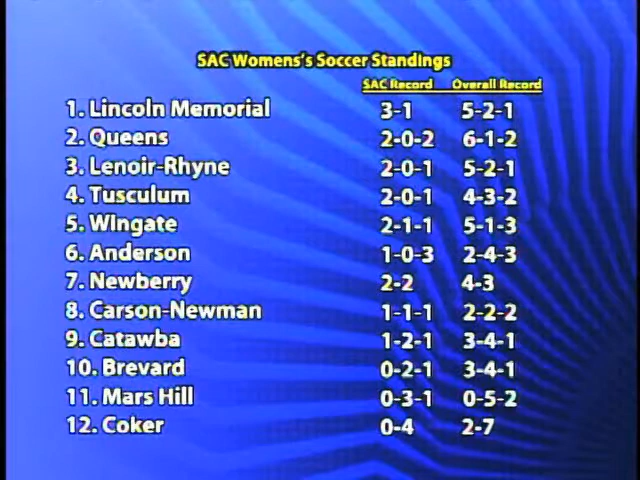 SAC Womens's Soccer Standings
SAC Record Overall Record
1. Lincoln Memorial 3-1 5-2-1
2. Queens 2-0-2 6-1-2
3. Lenoir-Rhyne 2-0-1 5-2-1
4. Tusculum 2-0-1 4-3-2
5. WIngate 2-1-1 5-1-3
6. Anderson 1-0-3 2-4-3
7. Newberry 2-2 4-3
8. Carson-Newman 1-1-1 2-2-2
9. Catawba 1-2-1 3-4-1
10. Brevard 0-2-1 3-4-1
11. Mars Hill 0-3-1 0-5-2
12. Coker 0-4 2-7